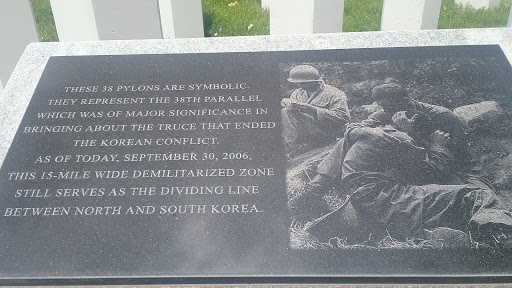 THESE 38 PYLONS ARE SYMBOLIC.
THEY REPRESENT THE 38TH PARALLEL
WHICH WAS OF MAJOR SIGNIFICANCE IN
BRINGING ABOUT THE TRUCE THAT ENDED
THE KOREAN CONFLICT.
AS OF TODAY, SEPTEMBER 30, 2006,
THIS 15-MILE WIDE DEMILITARIZED ZONE
STILL SERVES AS THE DIVIDING LINE
BETWEEN NORTH AND SOUTH KOREA.